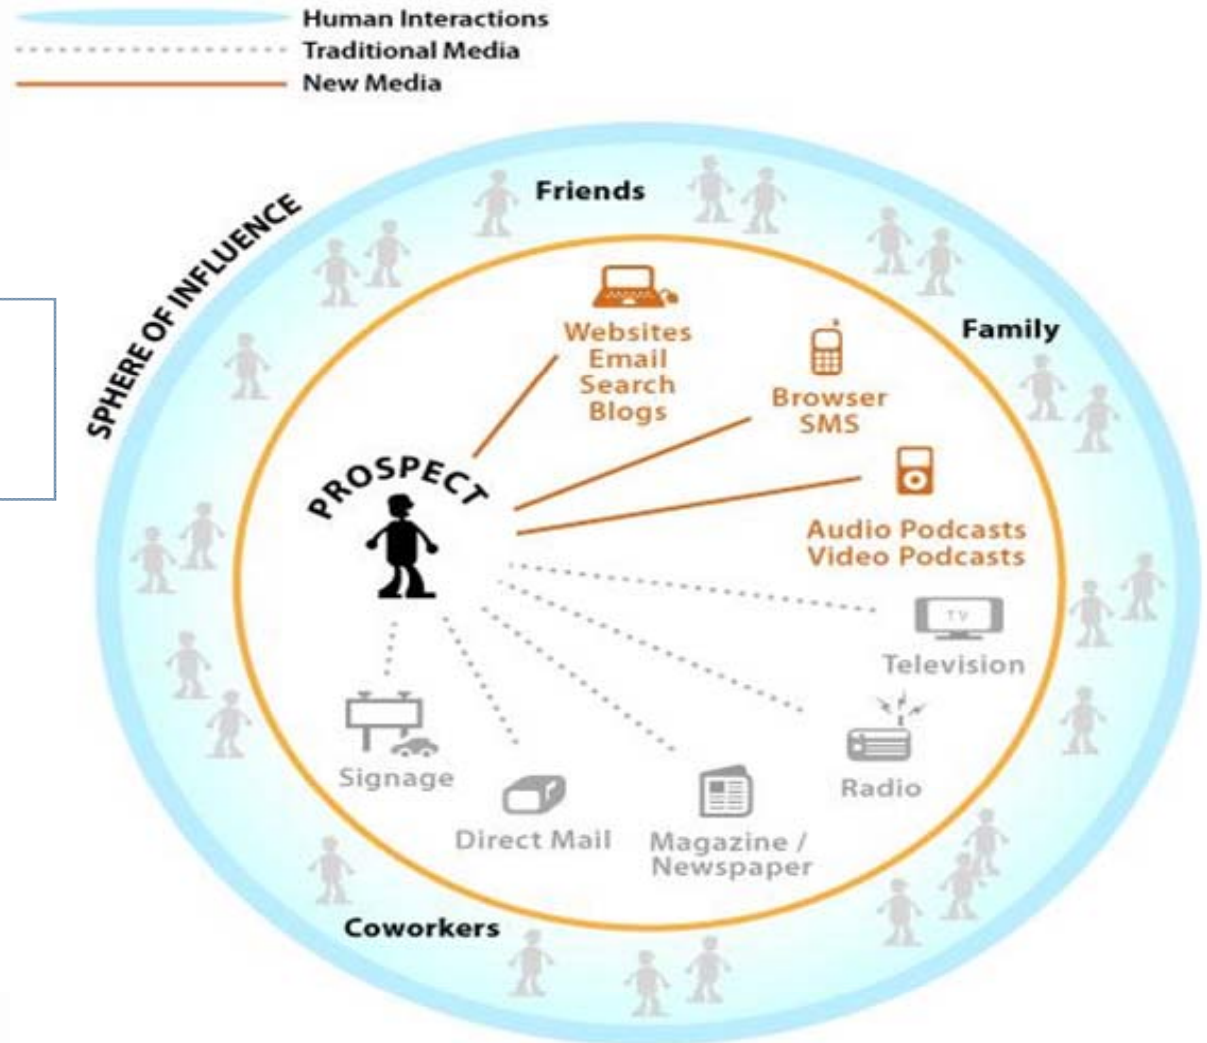 Human Interactions
Traditional Media
New Media
SPHERE OF INFLUENCE
Friends
Family
Websites
Email
Search
Blogs
Browser
SMS
PROSPECT
Audio Podcasts
Video Podcasts
TV
Television
Signage
Radio
Direct Mail
Magazine /
Newspaper
Coworkers